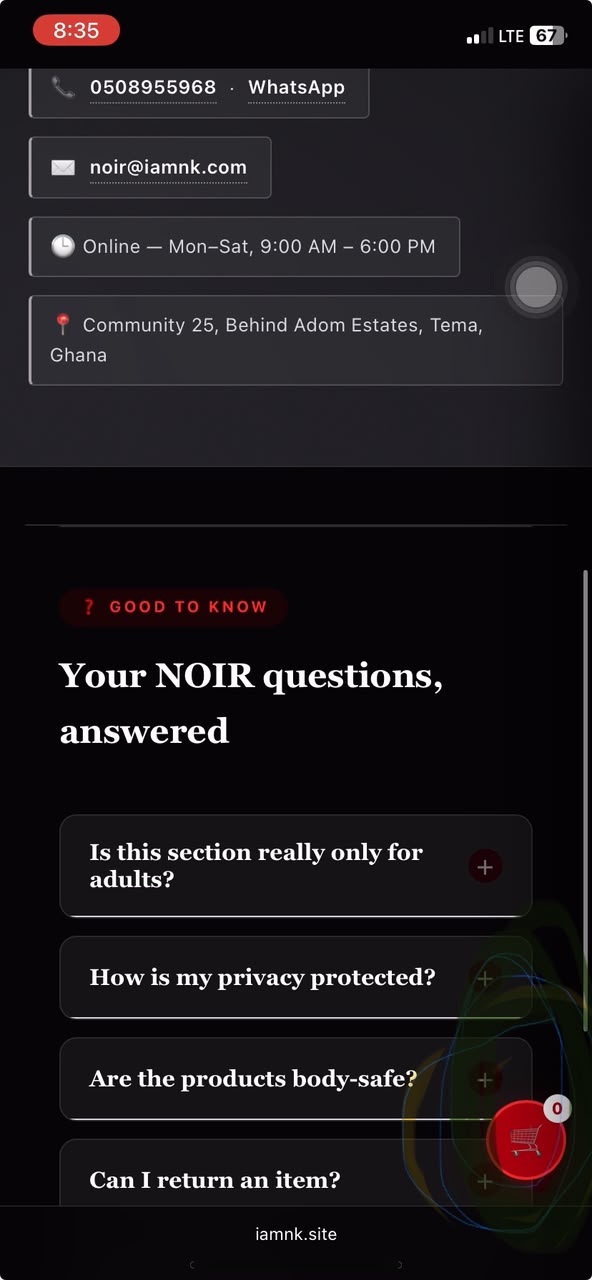 8:35 LTE 67
0508955968 · WhatsApp
noir@iamnk.com
Online — Mon–Sat, 9:00 AM – 6:00 PM
Community 25, Behind Adom Estates, Tema,
Ghana
❓ GOOD TO KNOW
Your NOIR questions,
answered
Is this section really only for
adults?
How is my privacy protected?
Are the products body-safe?
0
Can I return an item?
iamnk.site